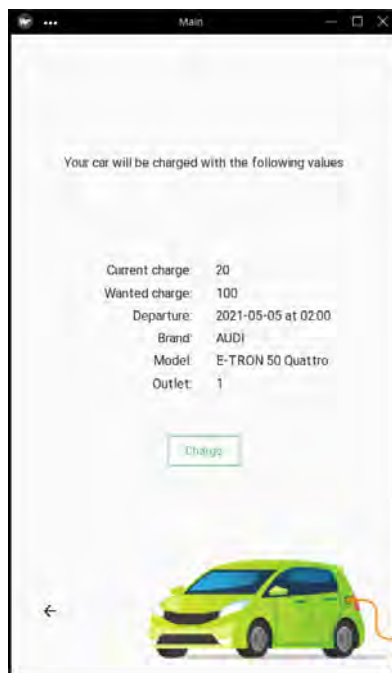 Main
Your car will be charged with the following values
Current charge: 20
Wanted charge: 100
Departure: 2021-05-05 at 02:00
Brand: AUDI
Model: E-TRON 50 Quattro
Outlet: 1
Charge